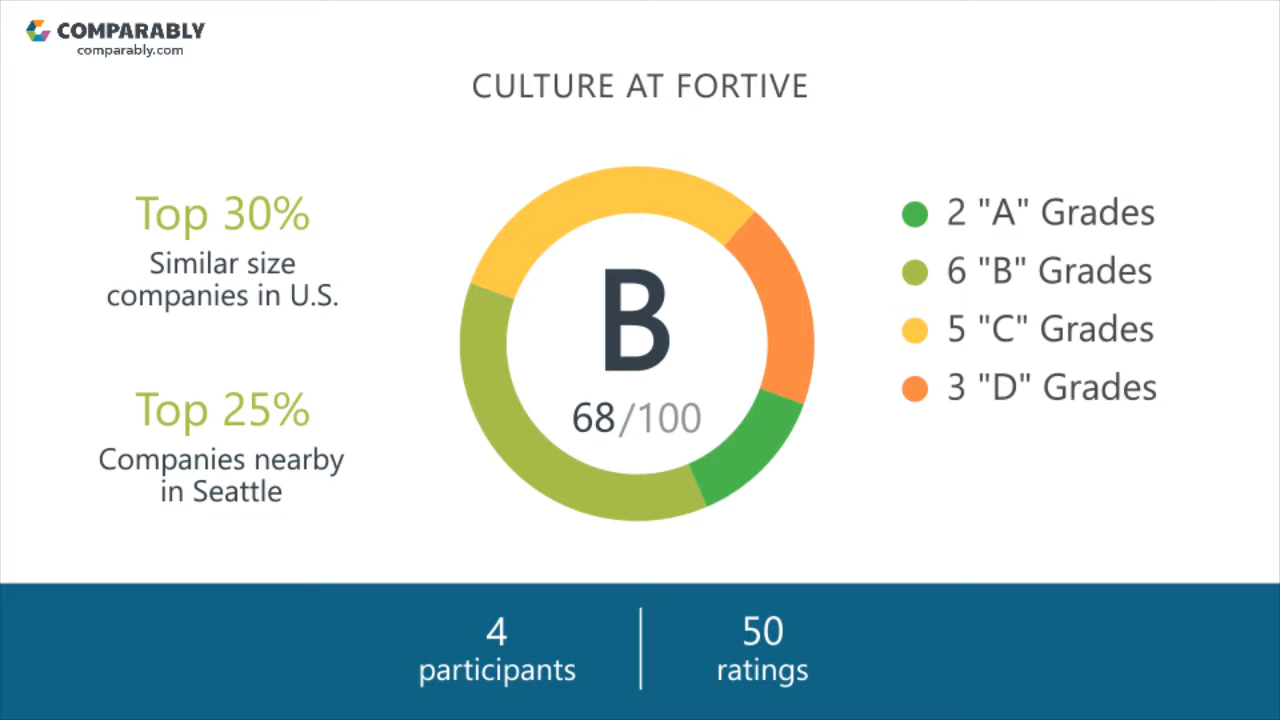 COMPARABLY
comparably.com
CULTURE AT FORTIVE
Top 30%
Similar size
companies in U.S.
Top 25%
Companies nearby
in Seattle
B
68/100
2 "A" Grades
6 "B" Grades
5 "C" Grades
3 "D" Grades
4
participants
50
ratings